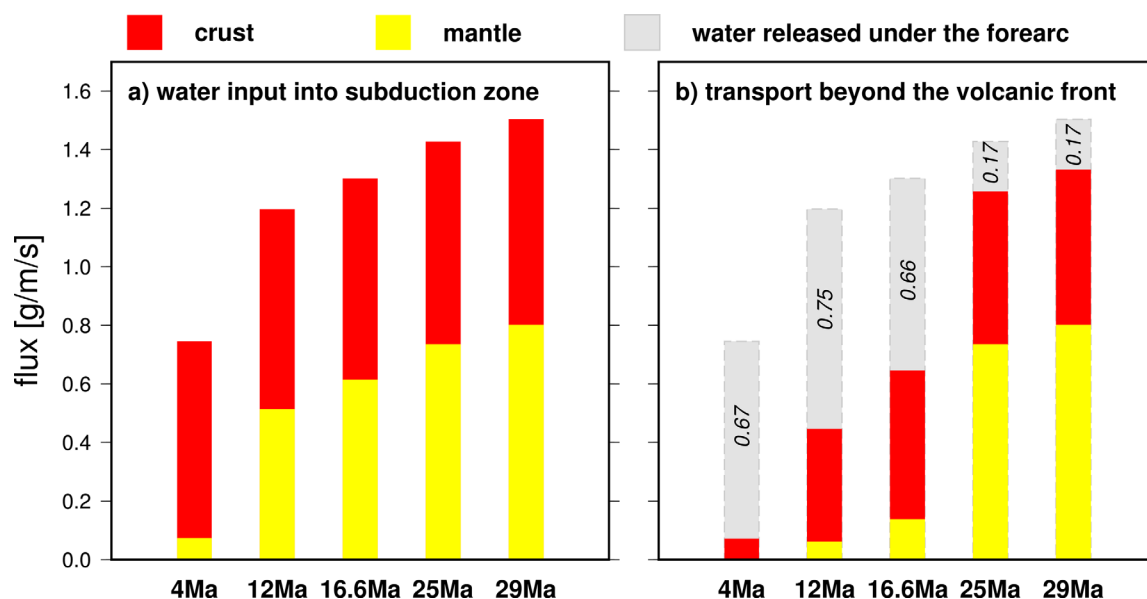 crust
mantle
water released under the forearc
a) water input into subduction zone
b) transport beyond the volcanic front
flux [g/m/s]
1.6
1.4
1.2
1.0
0.8
0.6
0.4
0.2
0.0
0.67
0.75
0.66
0.17
0.17
4Ma 12Ma 16.6Ma 25Ma 29Ma
4Ma 12Ma 16.6Ma 25Ma 29Ma